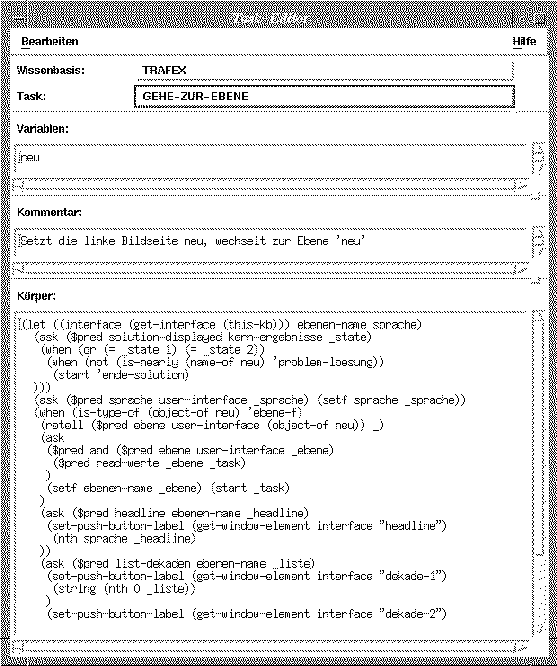 Bearbeiten Hilfe
Wissenbasis: TRAFEX
Task: GEHE-ZUR-EBENE
Variablen:
neu
Kommentar:
Setzt die linke Bildseite neu, wechselt zur Ebene 'neu'
Körper:
(let ((interface (get-interface (this-kb))) ebenen-name sprache)
(ask ($pred solution-displayed kern-ergebnisse _state)
(when (or (= _state 1) (= _state 2))
(when (not (is-nearly (name-of neu) 'problem-loesung))
(start 'ende-solution)
)))
(ask ($pred sprache user-interface _sprache) (setf sprache _sprache))
(when (is-type-of (object-of neu) 'ebene-f)
(retell ($pred ebene user-interface (object-of neu)) _)
(ask
($pred and ($pred ebene user-interface _ebene)
($pred read-werte _ebene _task)
)
(setf ebenen-name _ebene) (start _task)
)
(ask ($pred headline ebenen-name _headline)
(set-push-button-label (get-window-element interface "headline")
(nth sprache _headline)
))
(ask ($pred list-dekaden ebenen-name _liste)
(set-push-button-label (get-window-element interface "dekade-1")
(string (nth 0 _liste))
)
(set-push-button-label (get-window-element interface "dekade-2")